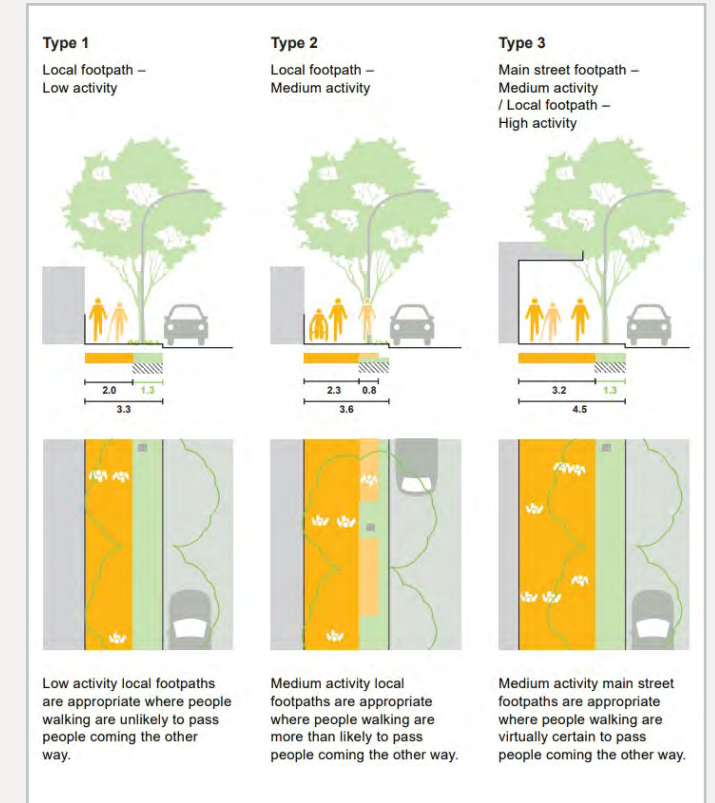 Type 1
Local footpath –
Low activity
Type 2
Local footpath –
Medium activity
Type 3
Main street footpath –
Medium activity
/ Local footpath –
High activity
2.0
1.3
3.3
2.3
0.8
3.6
3.2
1.3
4.5
Low activity local footpaths
are appropriate where people
walking are unlikely to pass
people coming the other
way.
Medium activity local
footpaths are appropriate
where people walking are
more than likely to pass
people coming the other way.
Medium activity main street
footpaths are appropriate
where people walking are
virtually certain to pass
people coming the other way.